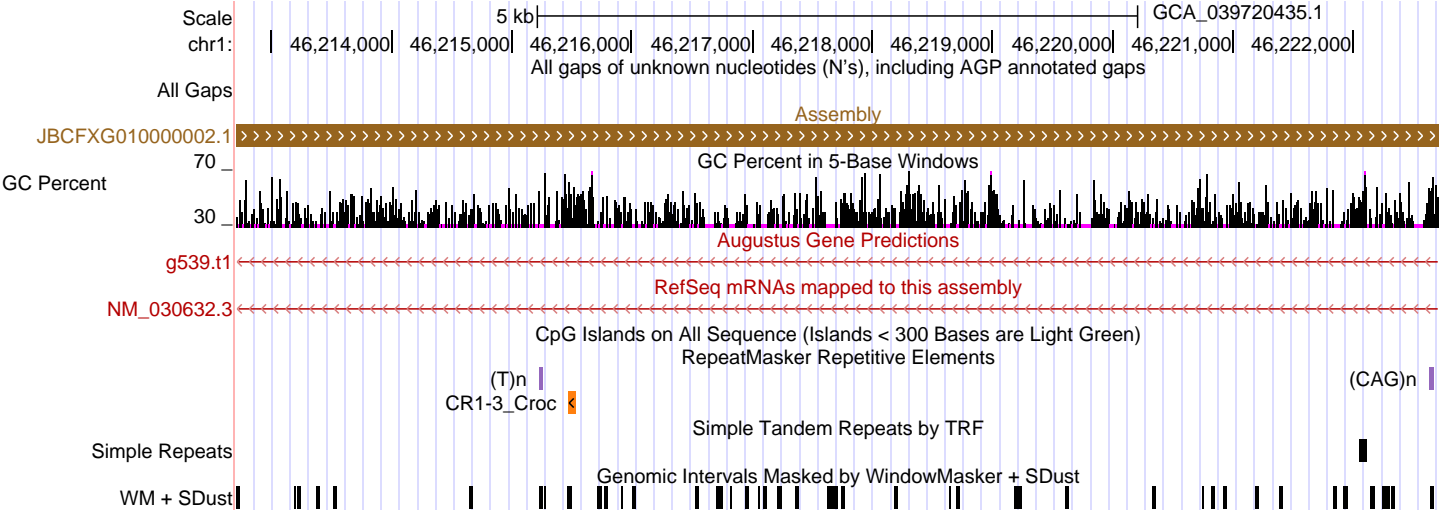 Scale 5 kb GCA_039720435.1
chr1: 46,214,000 46,215,000 46,216,000 46,217,000 46,218,000 46,219,000 46,220,000 46,221,000 46,222,000
All gaps of unknown nucleotides (N's), including AGP annotated gaps
All Gaps
Assembly
JBCFXG010000002.1
GC Percent in 5-Base Windows
70
GC Percent
30
Augustus Gene Predictions
g539.t1
RefSeq mRNAs mapped to this assembly
NM_030632.3
CpG Islands on All Sequence (Islands < 300 Bases are Light Green)
RepeatMasker Repetitive Elements
(T)n (CAG)n
CR1-3_Croc
Simple Tandem Repeats by TRF
Simple Repeats
Genomic Intervals Masked by WindowMasker + SDust
WM + SDust